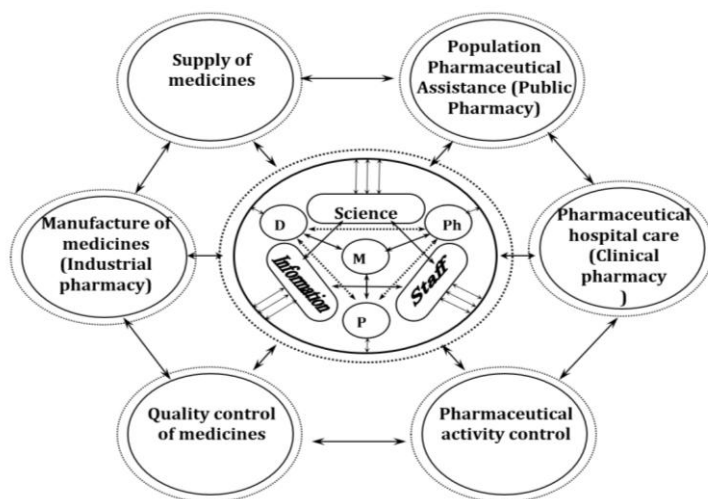 Supply of
medicines
Population
Pharmaceutical
Assistance (Public
Pharmacy)
Manufacture of
medicines
(Industrial
pharmacy)
Science
D
Ph
M
Information
Staff
P
Pharmaceutical
hospital care
(Clinical
pharmacy
)
Quality control
of medicines
Pharmaceutical
activity control